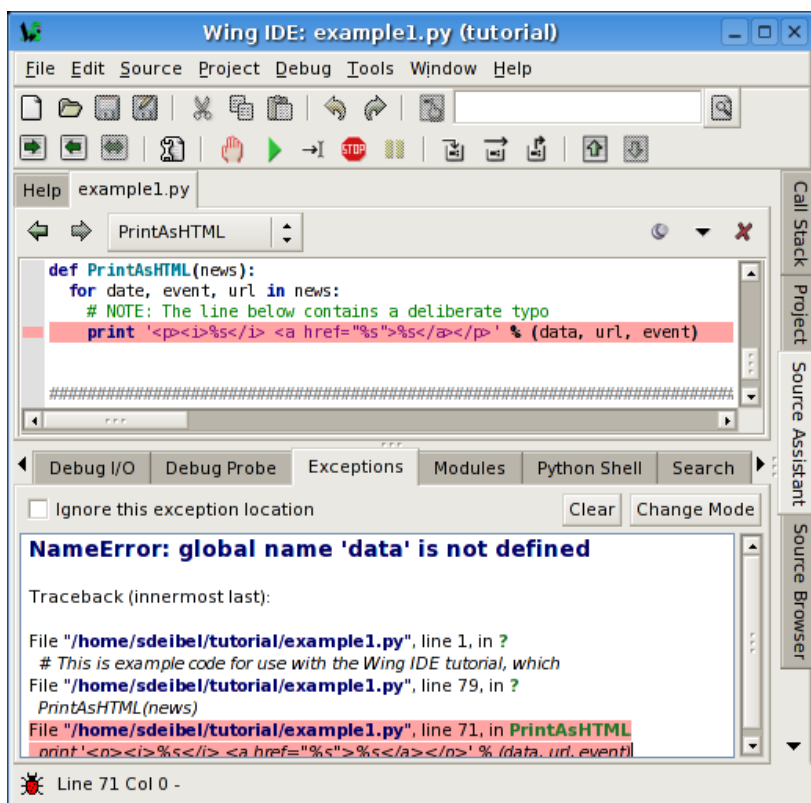 Wing IDE: example1.py (tutorial)
File Edit Source Project Debug Tools Window Help
STOP
Help example1.py
PrintAsHTML
def PrintAsHTML(news):
for date, event, url in news:
# NOTE: The line below contains a deliberate typo
print '<p><i>%s</i> <a href="%s">%s</a></p>' % (data, url, event)
################################################################################
Debug I/O Debug Probe Exceptions Modules Python Shell Search
Ignore this exception location Clear Change Mode
NameError: global name 'data' is not defined
Traceback (innermost last):
File "/home/sdeibel/tutorial/example1.py", line 1, in ?
# This is example code for use with the Wing IDE tutorial, which
File "/home/sdeibel/tutorial/example1.py", line 79, in ?
PrintAsHTML(news)
File "/home/sdeibel/tutorial/example1.py", line 71, in PrintAsHTML
print '<p><i>%s</i> <a href="%s">%s</a></p>' % (data, url, event)
Line 71 Col 0 -
Call Stack
Project
Source Assistant
Source Browser